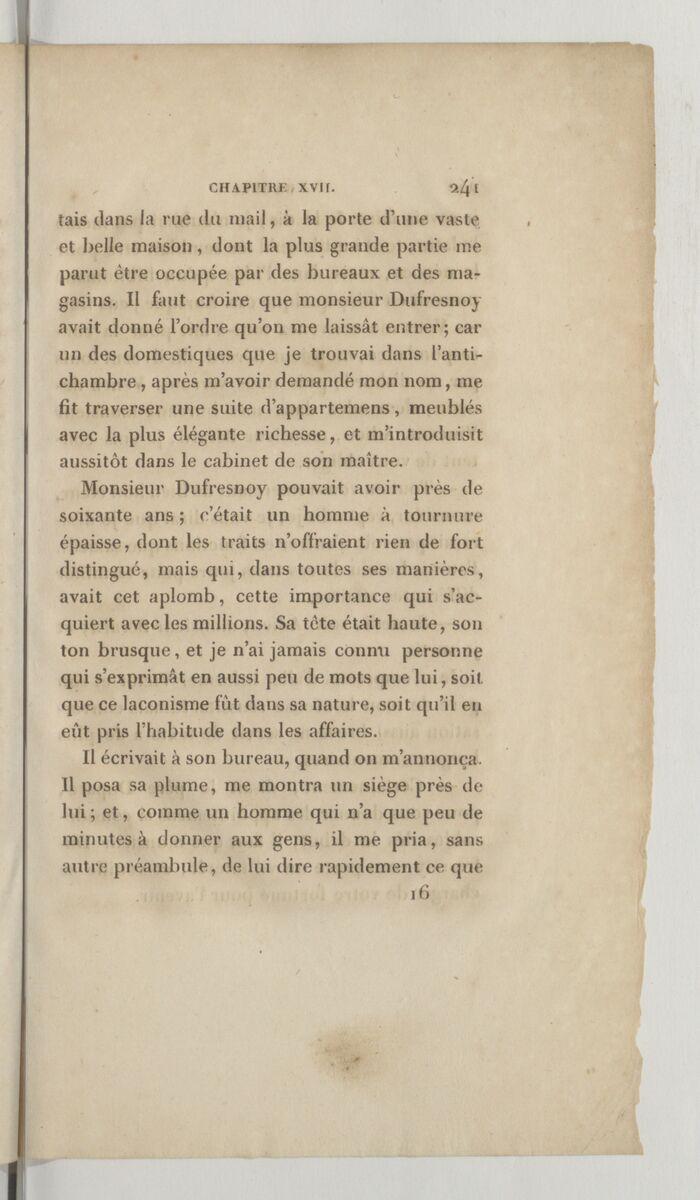 CHAPITRE XVII. 241
tais dans la rue du mail, à la porte d'une vaste
et belle maison, dont la plus grande partie me
parut être occupée par des bureaux et des ma-
gasins. Il faut croire que monsieur Dufresnoy
avait donné l'ordre qu'on me laissât entrer; car
un des domestiques que je trouvai dans l'anti-
chambre, après m'avoir demandé mon nom, me
fit traverser une suite d'appartemens, meublés
avec la plus élégante richesse, et m'introduisit
aussitôt dans le cabinet de son maître.
Monsieur Dufresnoy pouvait avoir près de
soixante ans; c'était un homme à tournure
épaisse, dont les traits n'offraient rien de fort
distingué, mais qui, dans toutes ses manières,
avait cet aplomb, cette importance qui s'ac-
quiert avec les millions. Sa tête était haute, son
ton brusque, et je n'ai jamais connu personne
qui s'exprimât en aussi peu de mots que lui, soit
que ce laconisme fût dans sa nature, soit qu'il en
eût pris l'habitude dans les affaires.
Il écrivait à son bureau, quand on m'annonça.
Il posa sa plume, me montra un siège près de
lui; et, comme un homme qui n'a que peu de
minutes à donner aux gens, il me pria, sans
autre préambule, de lui dire rapidement ce que
16